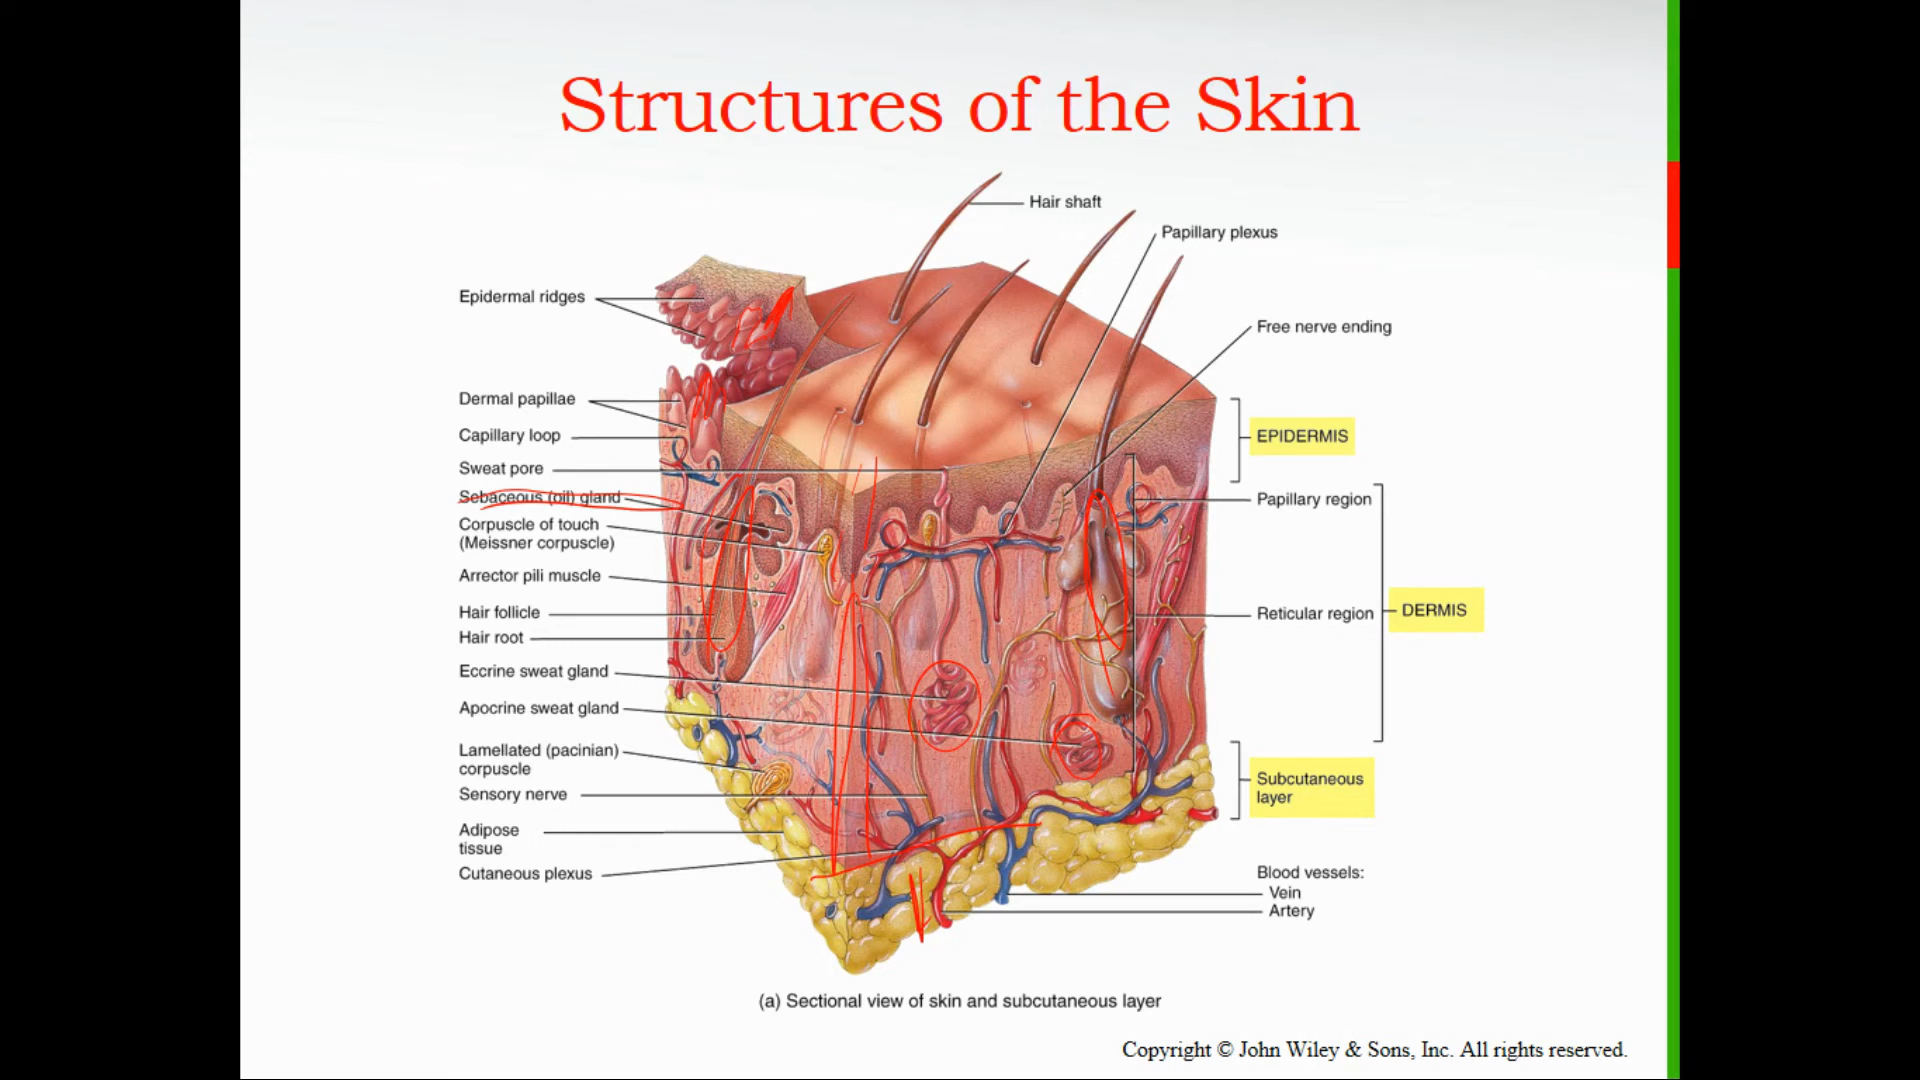 Structures of the Skin
Hair shaft
Papillary plexus
Epidermal ridges
Free nerve ending
Dermal papillae
Capillary loop
EPIDERMIS
Sweat pore
Sebaceous (oil) gland
Papillary region
Corpuscle of touch
(Meissner corpuscle)
Arrector pili muscle
Hair follicle
Reticular region
DERMIS
Hair root
Eccrine sweat gland
Apocrine sweat gland
Lamellated (pacinian)
corpuscle
Subcutaneous
layer
Sensory nerve
Adipose
tissue
Cutaneous plexus
Blood vessels:
Vein
Artery
(a) Sectional view of skin and subcutaneous layer
Copyright © John Wiley & Sons, Inc. All rights reserved.